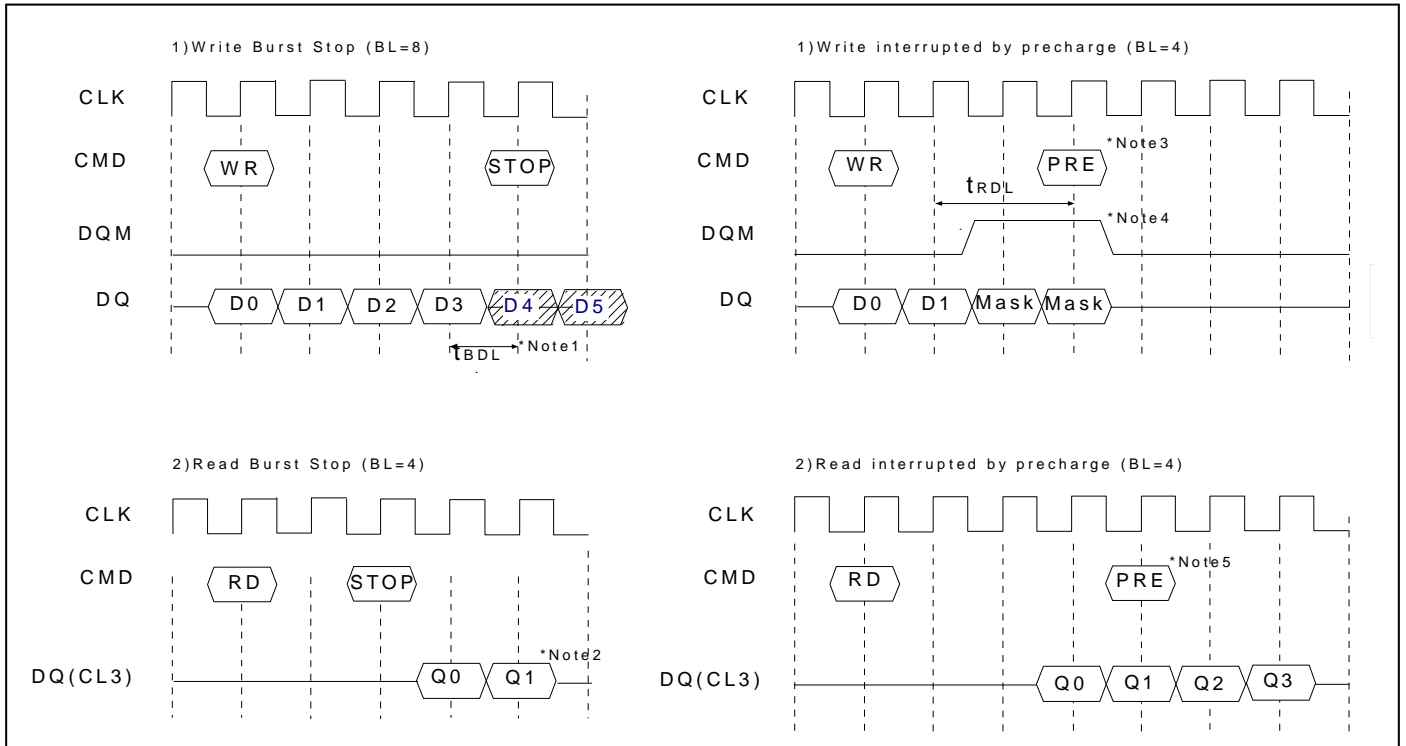 1)Write Burst Stop (BL=8)
CLK
CMD WR STOP
DQM
DQ D0 D1 D2 D3 D4 D5
tBDL *Note1
1)Write interrupted by precharge (BL=4)
CLK
CMD WR PRE *Note3
tRDL
DQM *Note4
DQ D0 D1 Mask Mask
2)Read Burst Stop (BL=4)
CLK
CMD RD STOP
*Note2
DQ(CL3) Q0 Q1
2)Read interrupted by precharge (BL=4)
CLK
CMD RD PRE *Note5
DQ(CL3) Q0 Q1 Q2 Q3